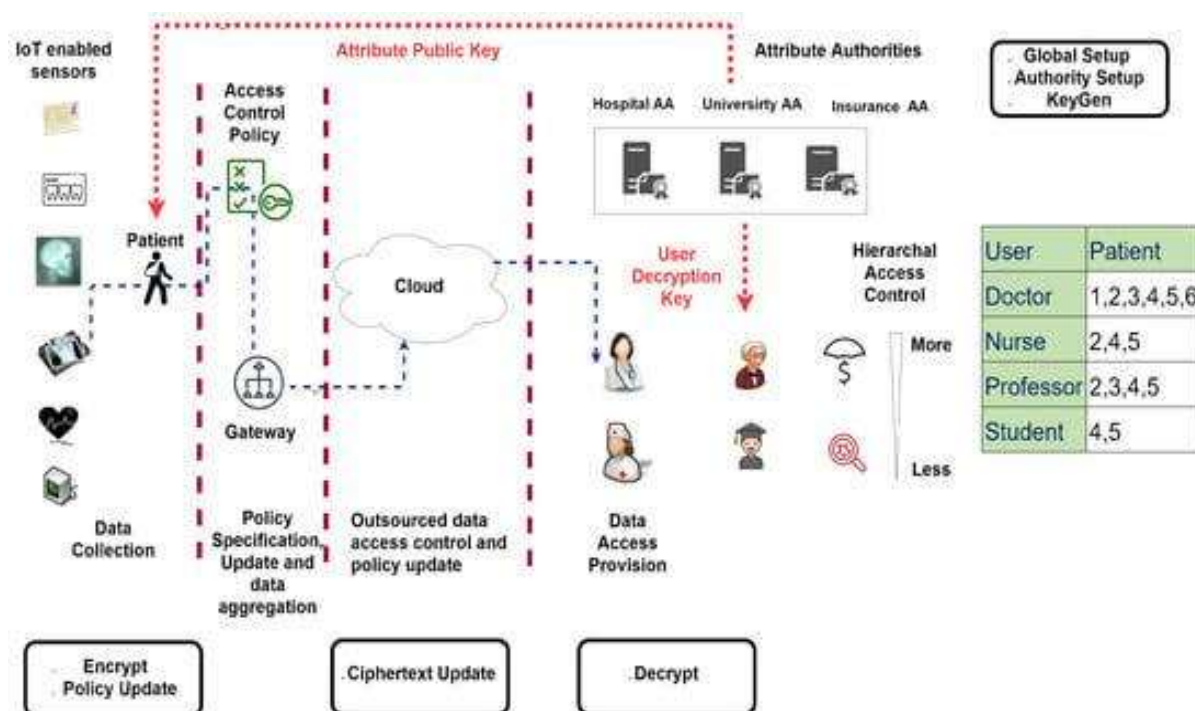 IoT enabled
sensors
Attribute Public Key
Attribute Authorities
. Global Setup
. Authority Setup
. KeyGen
Access
Control
Policy
Hospital AA
Universirty AA
Insurance AA
Patient
Cloud
User
Decryption
Key
Hierarchal
Access
Control
More
Less
Gateway
User Patient
Doctor 1,2,3,4,5,6
Nurse 2,4,5
Professor 2,3,4,5
Student 4,5
Data
Collection
Policy
Specification,
Update and
data
aggregation
Outsourced data
access control and
policy update
Data
Access
Provision
. Encrypt
. Policy Update
. Ciphertext Update
. Decrypt